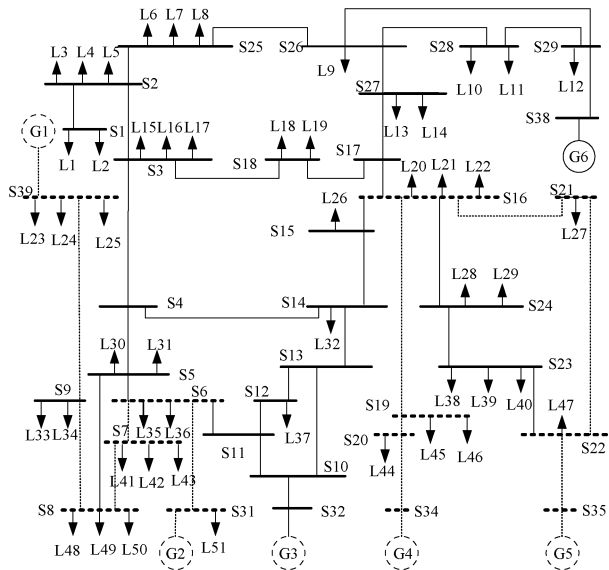 L6 L7 L8
L3 L4 L5 S25 S26 S28 S29
L9 L10 L11 L12
S2 S27
G1 S1 L15 L16 L17 L18 L19 L13 L14 S38
L1 L2 S3 S18 S17 L20 L21 L22 G6
S39 S16 S21
L23 L24 L25 L26 L27
S15
L28 L29
S4 S14 S24
L30 L31 L32
S13 S23
S5
S9 S6 S12 L38 L39 L40 L47
L33 L34 S7 L35 L36 L37 S19
S11 S20 S22
L41 L42 L43 S10 L44 L45 L46
S8 S31 S32 S34 S35
L48 L49 L50 G2 L51 G3 G4 G5